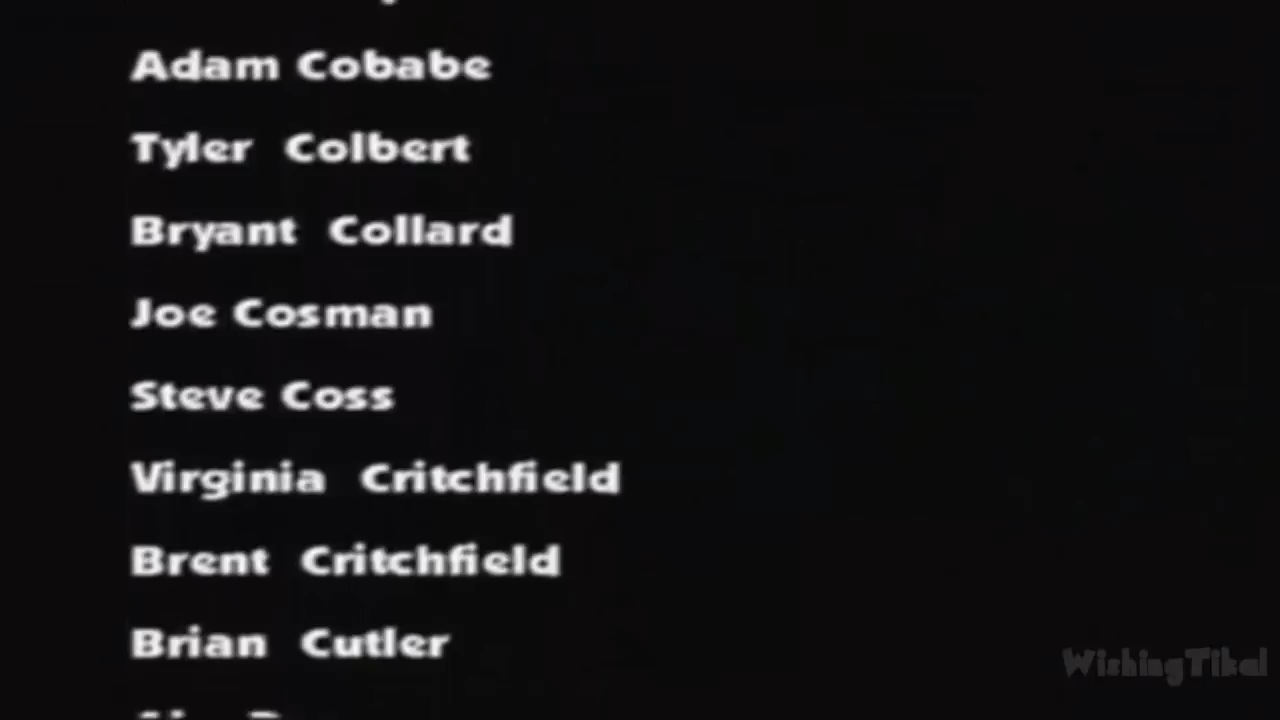 Adam Cobabe
Tyler Colbert
Bryant Collard
Joe Cosman
Steve Coss
Virginia Critchfield
Brent Critchfield
Brian Cutler
WishingTikal